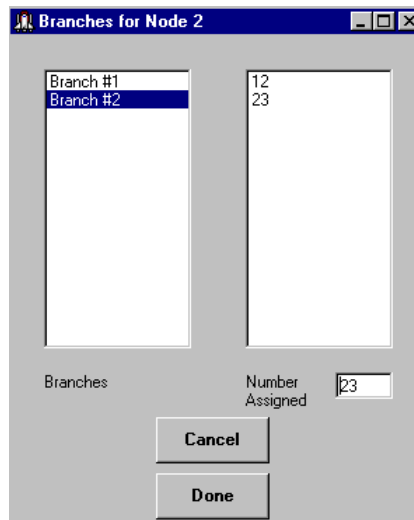 Branches for Node 2
Branch #1
Branch #2
12
23
Branches
Number
Assigned
23
Cancel
Done